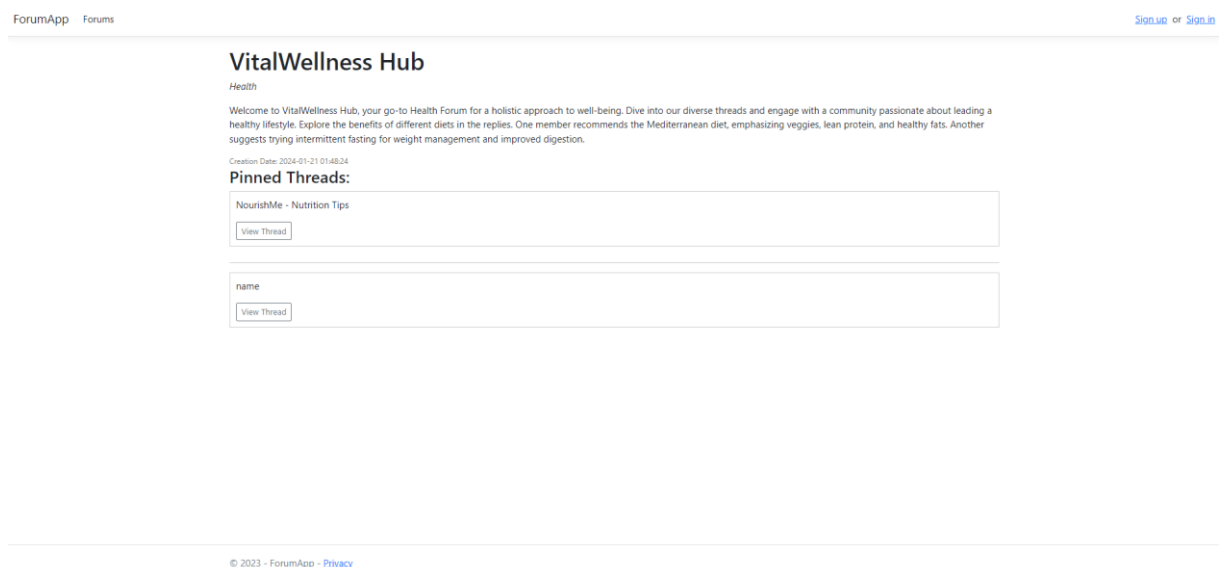 ForumApp Forums Sign up or Sign in
VitalWellness Hub
Health
Welcome to VitalWellness Hub, your go-to Health Forum for a holistic approach to well-being. Dive into our diverse threads and engage with a community passionate about leading a
healthy lifestyle. Explore the benefits of different diets in the replies. One member recommends the Mediterranean diet, emphasizing veggies, lean protein, and healthy fats. Another
suggests trying intermittent fasting for weight management and improved digestion.
Creation Date: 2024-01-21 01:48:24
Pinned Threads:
NourishMe - Nutrition Tips
View Thread
name
View Thread
© 2023 - ForumApp - Privacy